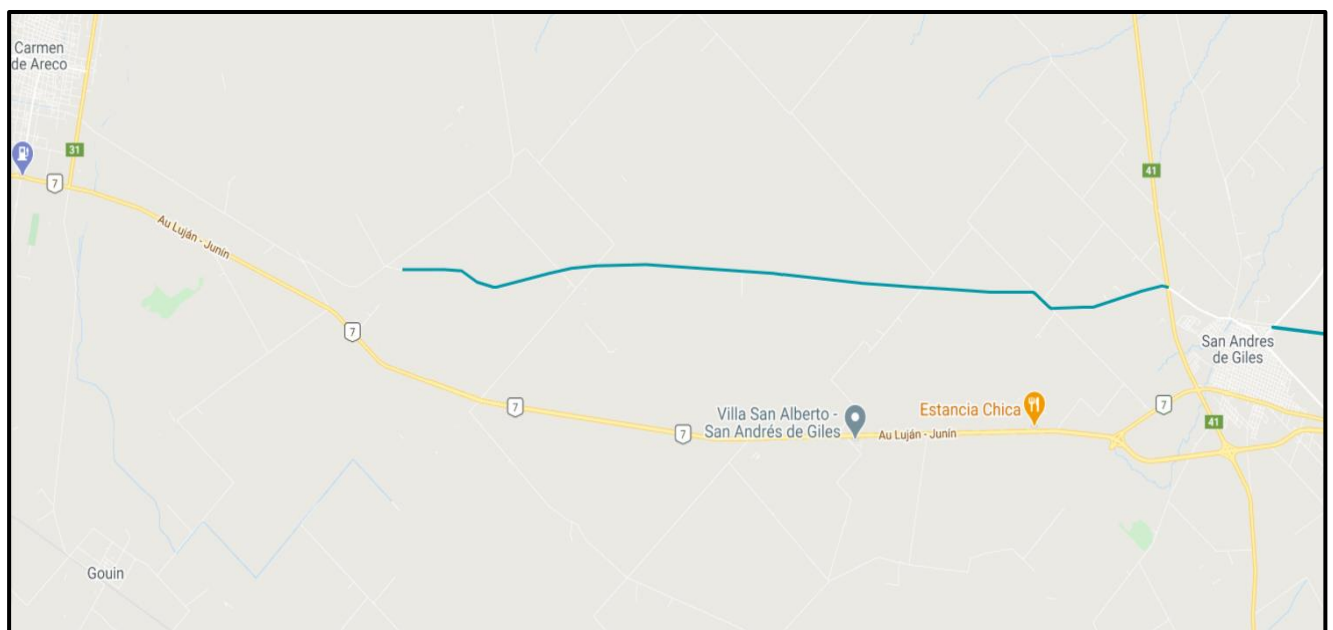 Carmen
de Areco
31
7
Au Luján - Junín
41
7
San Andres
de Giles
7
7
Villa San Alberto -
San Andrés de Giles
Estancia Chica
7
41
Au Luján - Junín
Gouin